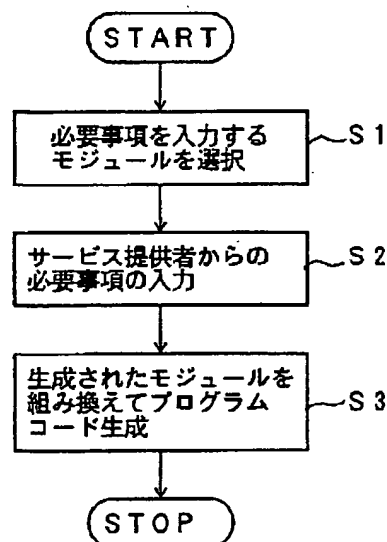 START
必要事項を入力する
モジュールを選択
S1
サービス提供者からの
必要事項の入力
S2
生成されたモジュールを
組み換えてプログラム
コード生成
S3
STOP